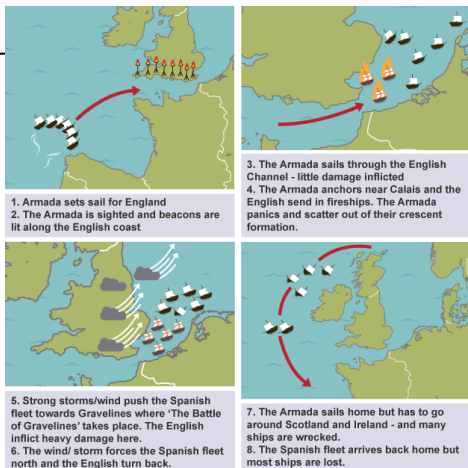 1. Armada sets sail for England
2. The Armada is sighted and beacons are
lit along the English coast
3. The Armada sails through the English
Channel - little damage inflicted
4. The Armada anchors near Calais and the
English send in fireships. The Armada
panics and scatter out of their crescent
formation.
5. Strong storms/wind push the Spanish
fleet towards Gravelines where ‘The Battle
of Gravelines’ takes place. The English
inflict heavy damage here.
6. The wind/ storm forces the Spanish fleet
north and the English turn back.
7. The Armada sails home but has to go
around Scotland and Ireland - and many
ships are wrecked.
8. The Spanish fleet arrives back home but
most ships are lost.